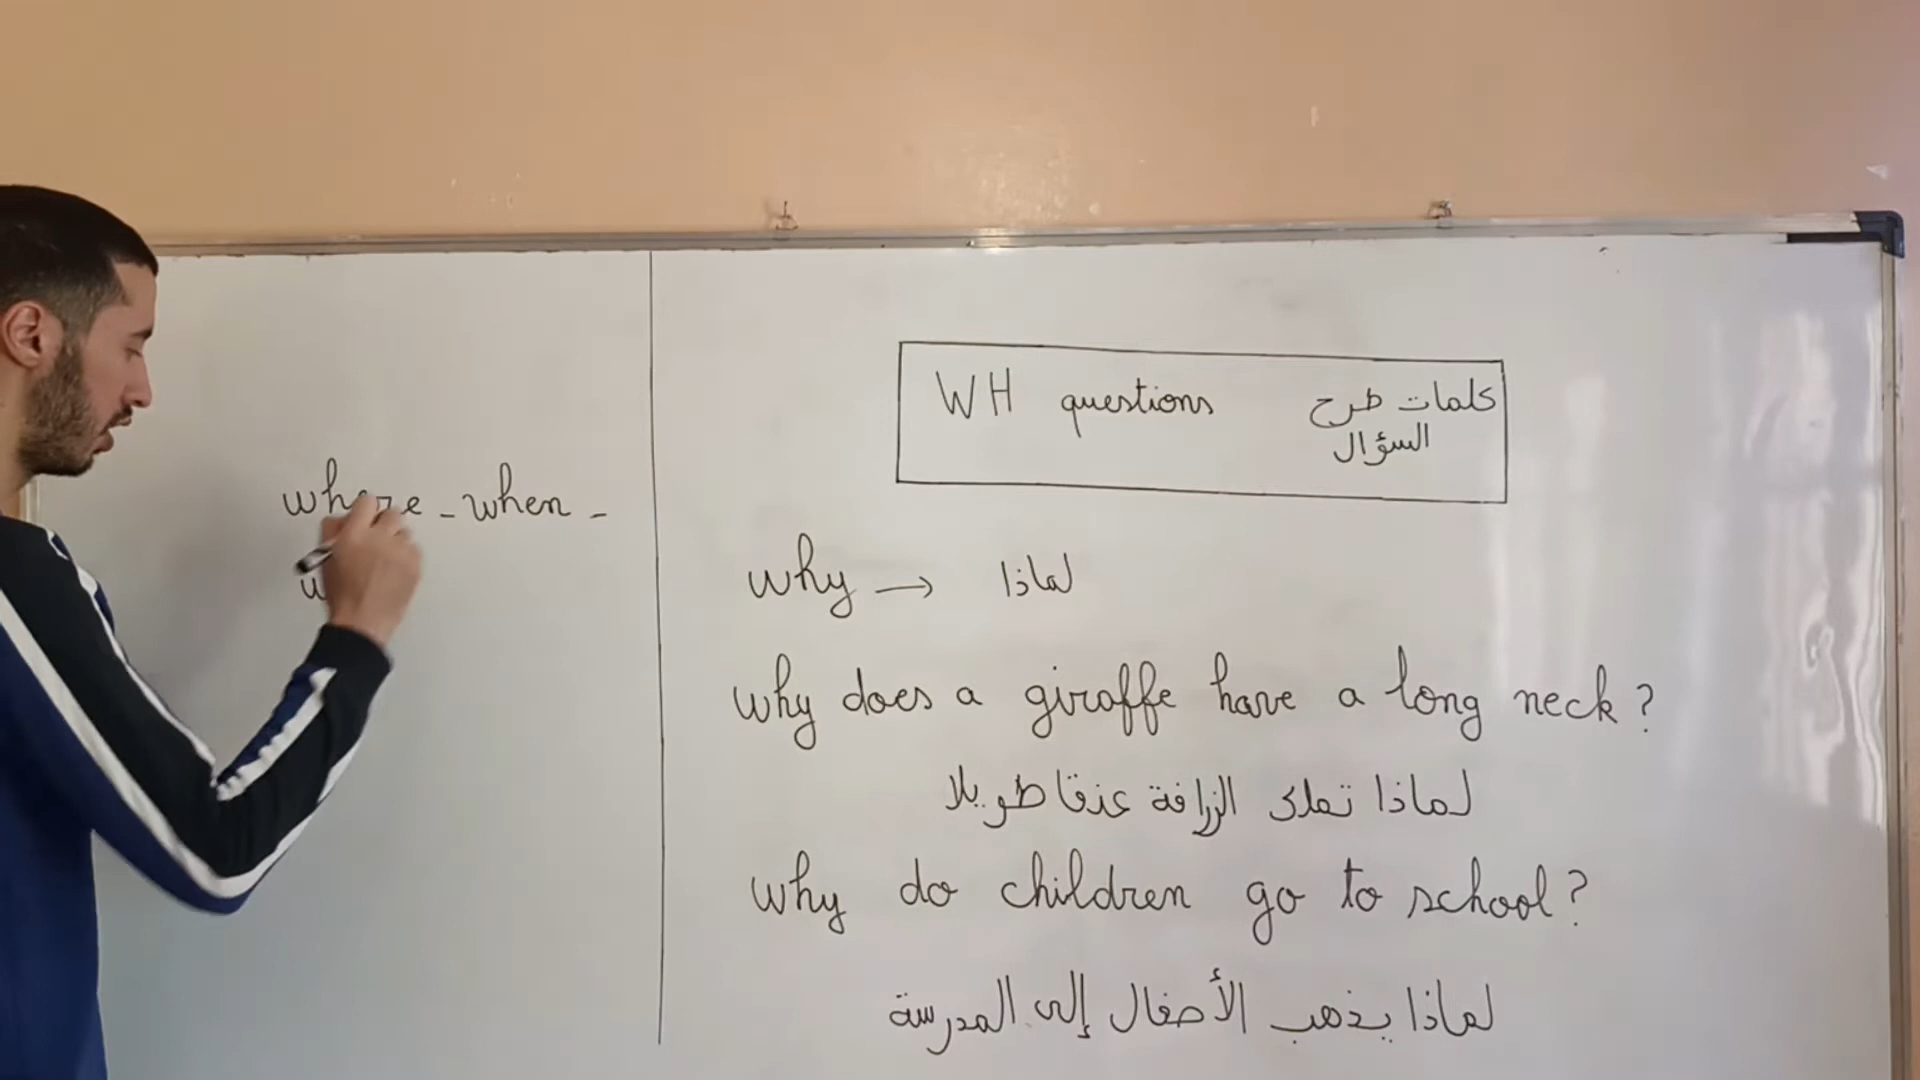 where - when -
w
WH questions كلمات طرح
السؤال
why → لماذا
why does a giraffe have a long neck?
لماذا تملك الزرافة عنقا طويلا
why do children go to school?
لماذا يذهب الأطفال إلى المدرسة